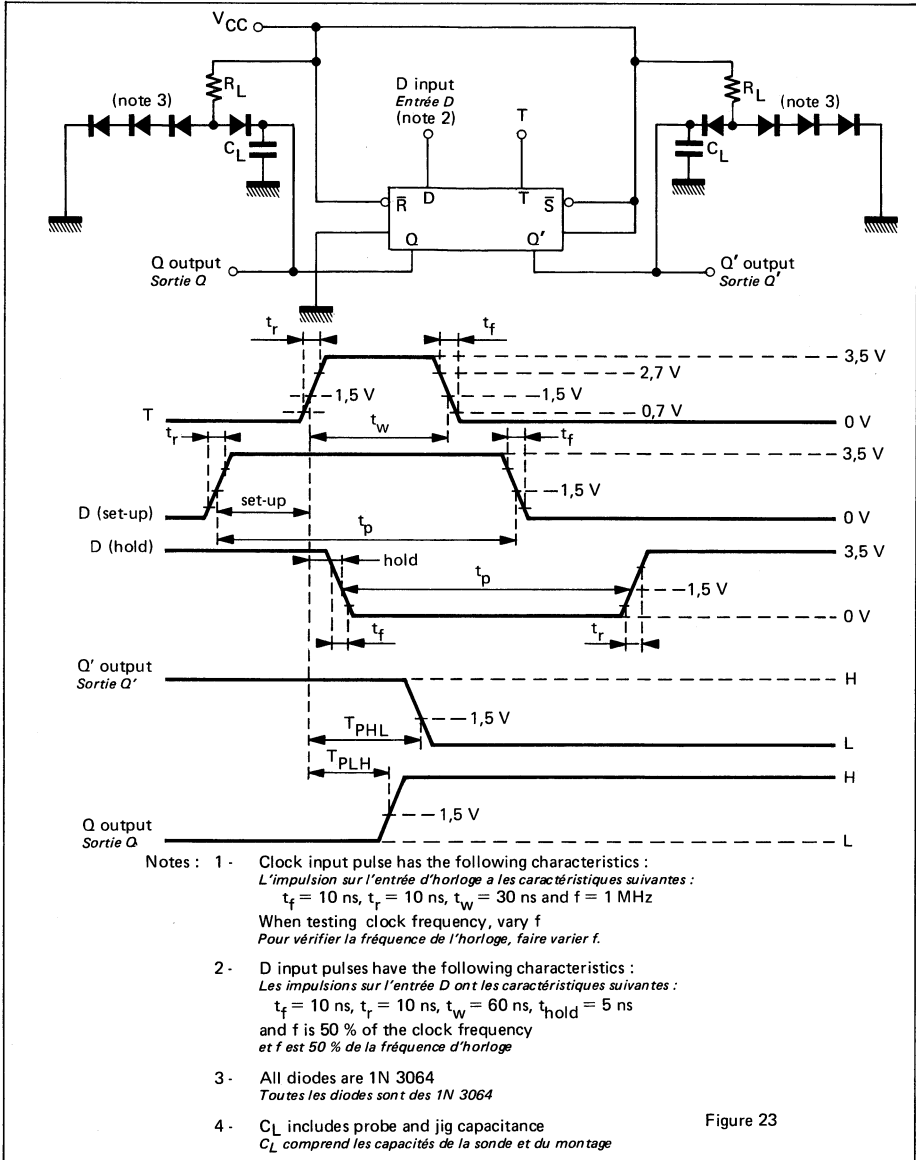 VCC
RL
RL
D input
Entrée D
(note 2)
T
(note 3)
(note 3)
CL
CL
R̅ D T S̅
Q Q'
Q output
Sortie Q
Q' output
Sortie Q'
tr
tf
3,5 V
2,7 V
1,5 V
1,5 V
0,7 V
T
tw
0 V
tr
tf
3,5 V
set-up
1,5 V
D (set-up)
tp
0 V
D (hold)
3,5 V
hold
tp
1,5 V
0 V
tf
tr
Q' output
Sortie Q'
H
1,5 V
TPHL
L
TPLH
H
1,5 V
Q output
Sortie Q
L
Notes : 1 - Clock input pulse has the following characteristics :
L'impulsion sur l'entrée d'horloge a les caractéristiques suivantes :
tf = 10 ns, tr = 10 ns, tw = 30 ns and f = 1 MHz
When testing clock frequency, vary f
Pour vérifier la fréquence de l'horloge, faire varier f.
2 - D input pulses have the following characteristics :
Les impulsions sur l'entrée D ont les caractéristiques suivantes :
tf = 10 ns, tr = 10 ns, tw = 60 ns, thold = 5 ns
and f is 50 % of the clock frequency
et f est 50 % de la fréquence d'horloge
3 - All diodes are 1N 3064
Toutes les diodes sont des 1N 3064
4 - CL includes probe and jig capacitance
CL comprend les capacités de la sonde et du montage
Figure 23